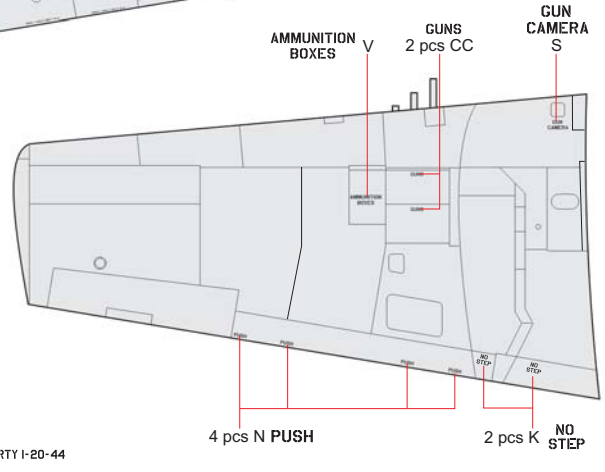 GUN
CAMERA
S
GUNS
2 pcs CC
AMMUNITION
BOXES
V
GUN
CAMERA
GUNS
AMMUNITION
BOXES
GUNS
PUSH
PUSH
PUSH
PUSH
NO
STEP
NO
STEP
4 pcs N PUSH
2 pcs K
NO
STEP
RTY 1-20-44